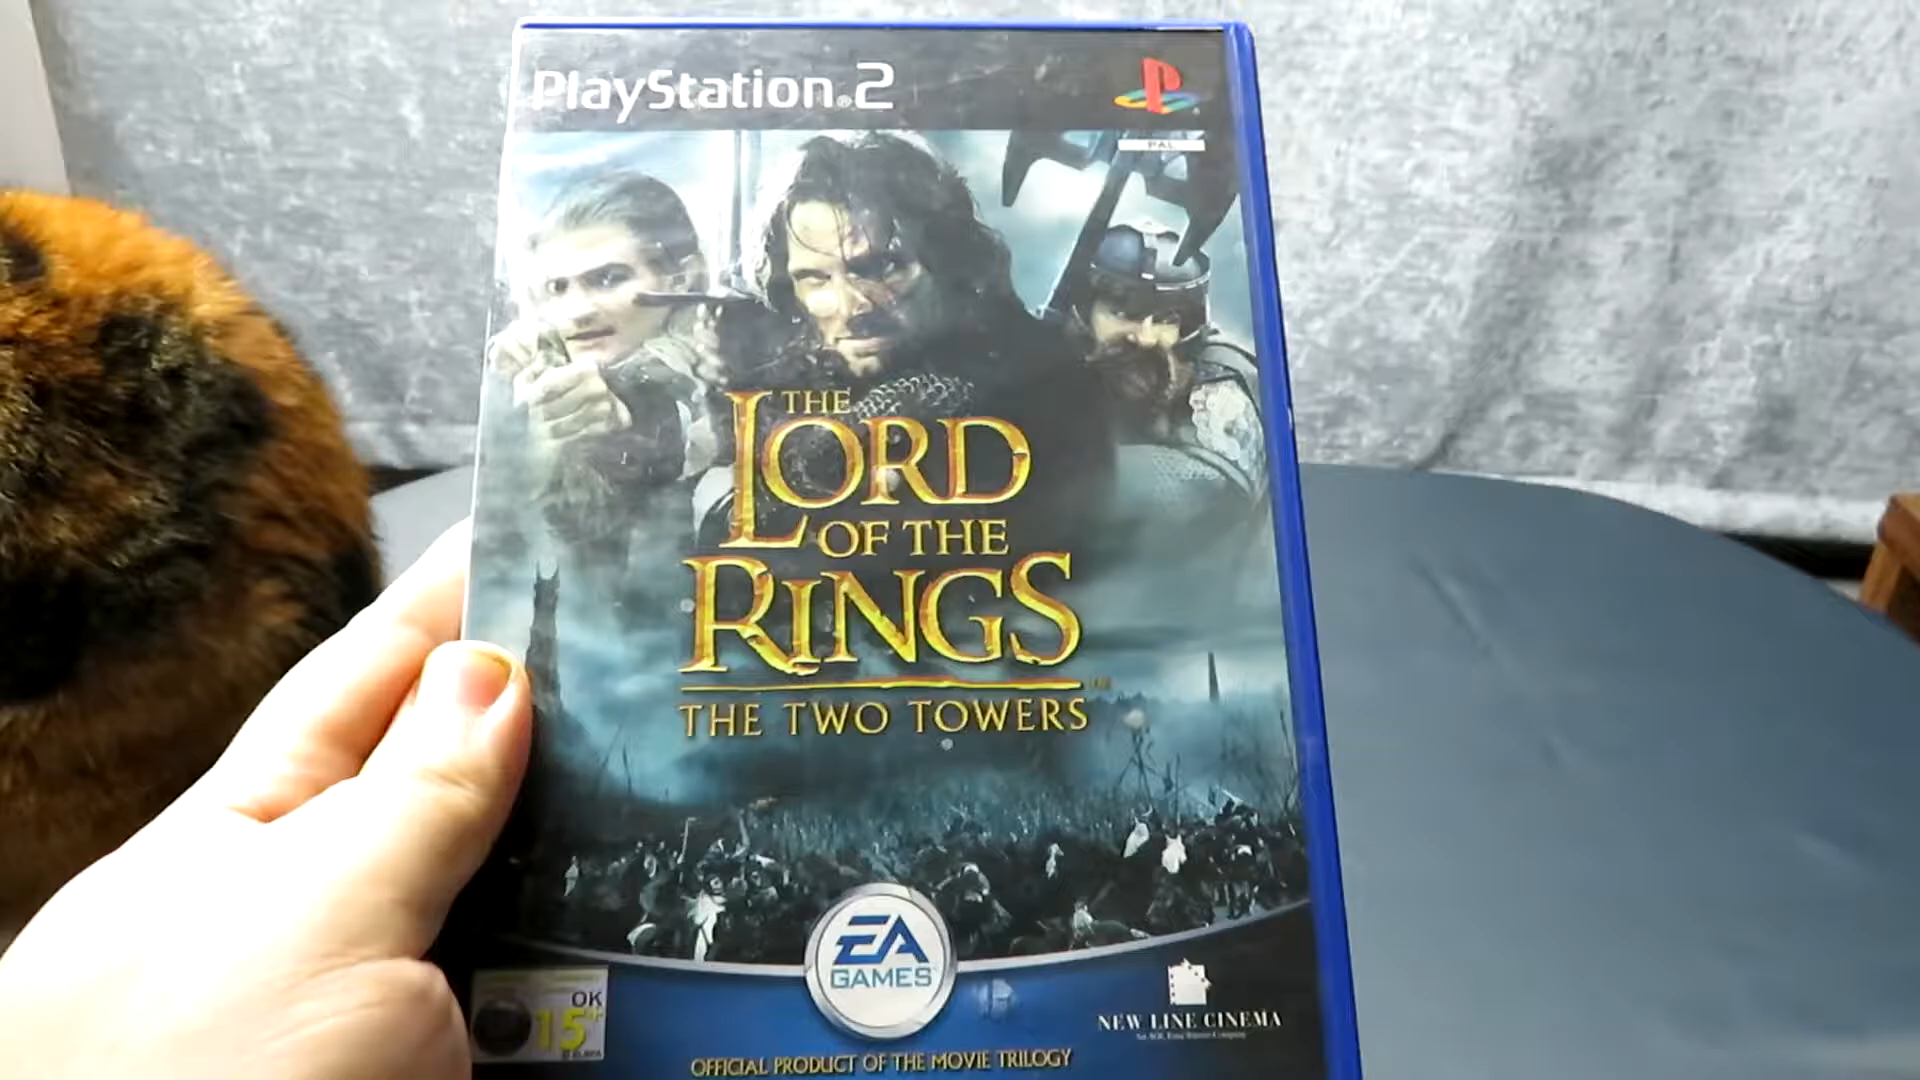 PlayStation®2
PAL
THE
LORD
OF THE
RINGS
THE TWO TOWERS
EA
GAMES
OK
15+
NEW LINE CINEMA
OFFICIAL PRODUCT OF THE MOVIE TRILOGY